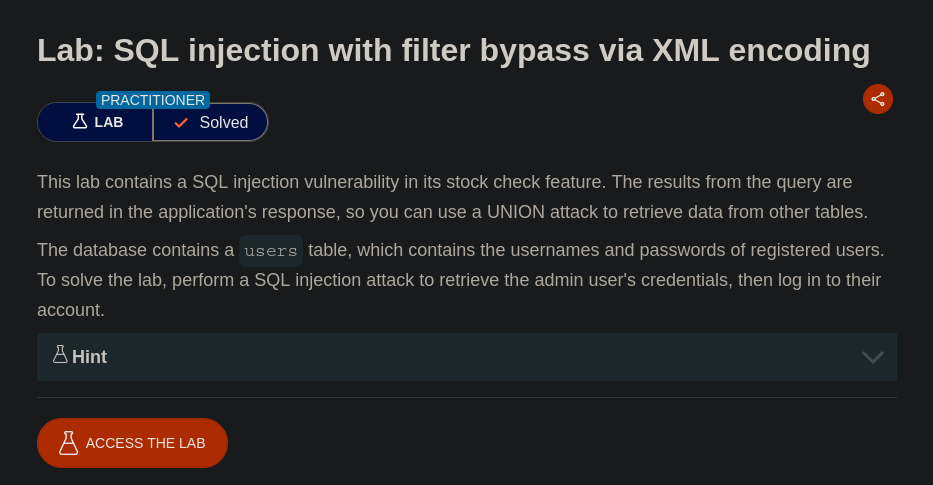 Lab: SQL injection with filter bypass via XML encoding
PRACTITIONER
LAB
Solved
This lab contains a SQL injection vulnerability in its stock check feature. The results from the query are
returned in the application's response, so you can use a UNION attack to retrieve data from other tables.
The database contains a users table, which contains the usernames and passwords of registered users.
To solve the lab, perform a SQL injection attack to retrieve the admin user's credentials, then log in to their
account.
Hint
ACCESS THE LAB